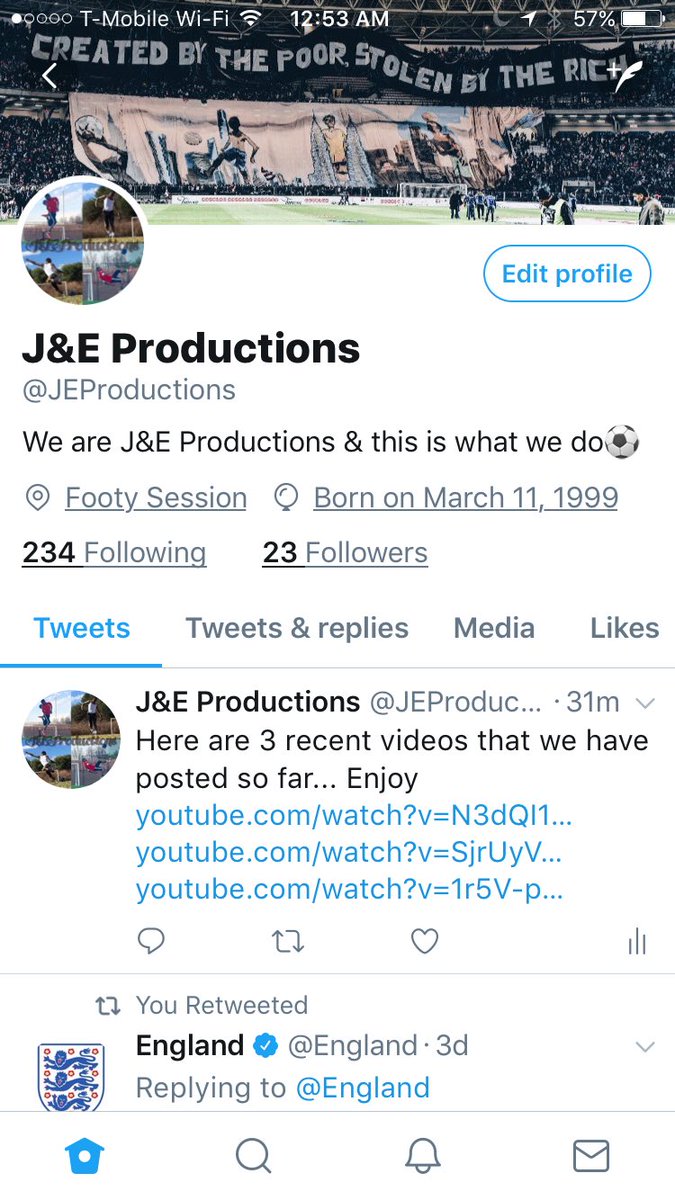 T-Mobile Wi-Fi 12:53 AM 57%
CREATED BY THE POOR, STOLEN BY THE RICH
J&E Productions
Edit profile
J&E Productions
@JEProductions
We are J&E Productions & this is what we do⚽
Footy Session Born on March 11, 1999
234 Following 23 Followers
Tweets Tweets & replies Media Likes
J&E Productions @JEProduc... · 31m
Here are 3 recent videos that we have
posted so far... Enjoy
youtube.com/watch?v=N3dQI1...
youtube.com/watch?v=SjrUyV...
youtube.com/watch?v=1r5V-p...
You Retweeted
England @England · 3d
Replying to @England